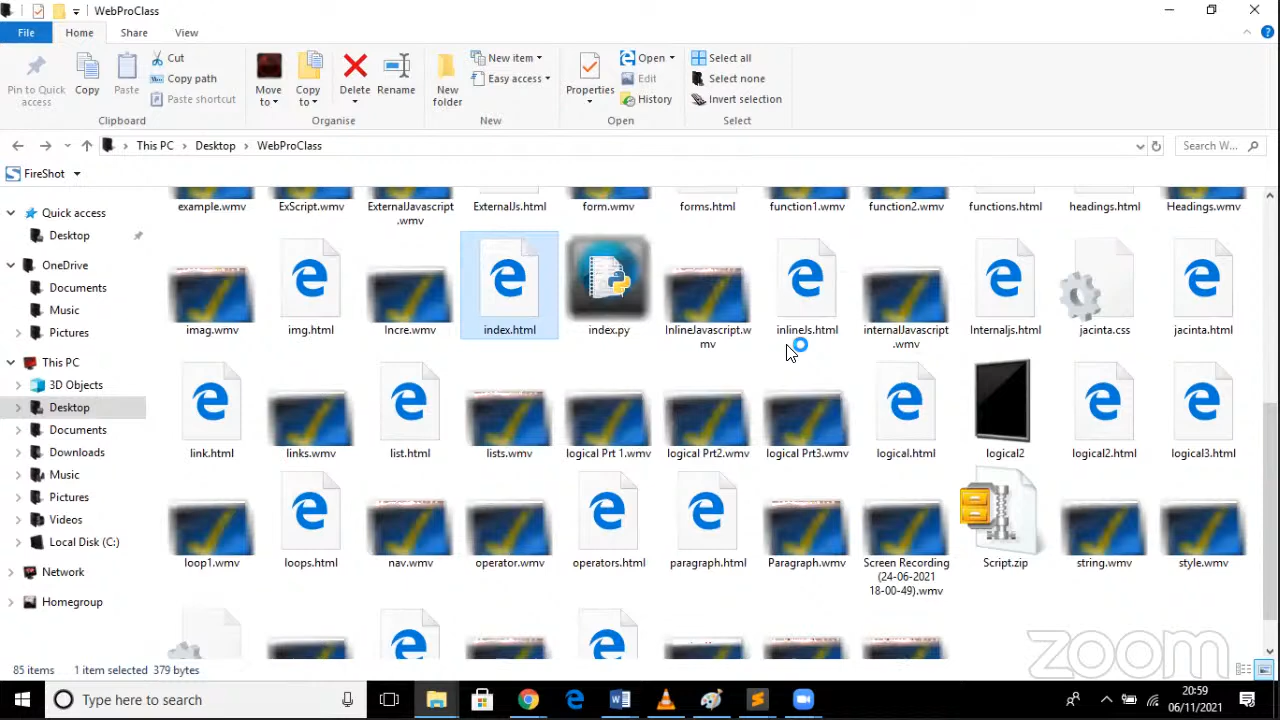 WebProClass
File Home Share View
Pin to Quick access
Copy
Paste
Cut
Copy path
Paste shortcut
Clipboard
Move to
Copy to
Delete
Rename
Organise
New folder
New item
Easy access
New
Properties
Open
Edit
History
Open
Select all
Select none
Invert selection
Select
This PC > Desktop > WebProClass
Search W...
FireShot
Quick access
Desktop
OneDrive
Documents
Music
Pictures
This PC
3D Objects
Desktop
Documents
Downloads
Music
Pictures
Videos
Local Disk (C:)
Network
Homegroup
example.wmv ExScript.wmv ExternalJavascript ExternalJs.html form.wmv forms.html function1.wmv function2.wmv functions.html headings.html Headings.wmv
.wmv
imag.wmv img.html Incre.wmv index.html index.py InlineJavascript.w inlineJs.html internalJavascript Internaljs.html jacinta.css jacinta.html
mv .wmv
link.html links.wmv list.html lists.wmv logical Prt 1.wmv logical Prt2.wmv logical Prt3.wmv logical.html logical2 logical2.html logical3.html
loop1.wmv loops.html nav.wmv operator.wmv operators.html paragraph.html Paragraph.wmv Screen Recording Script.zip string.wmv style.wmv
(24-06-2021
18-00-49).wmv
zoom
85 items 1 item selected 379 bytes
Type here to search
20:59
06/11/2021